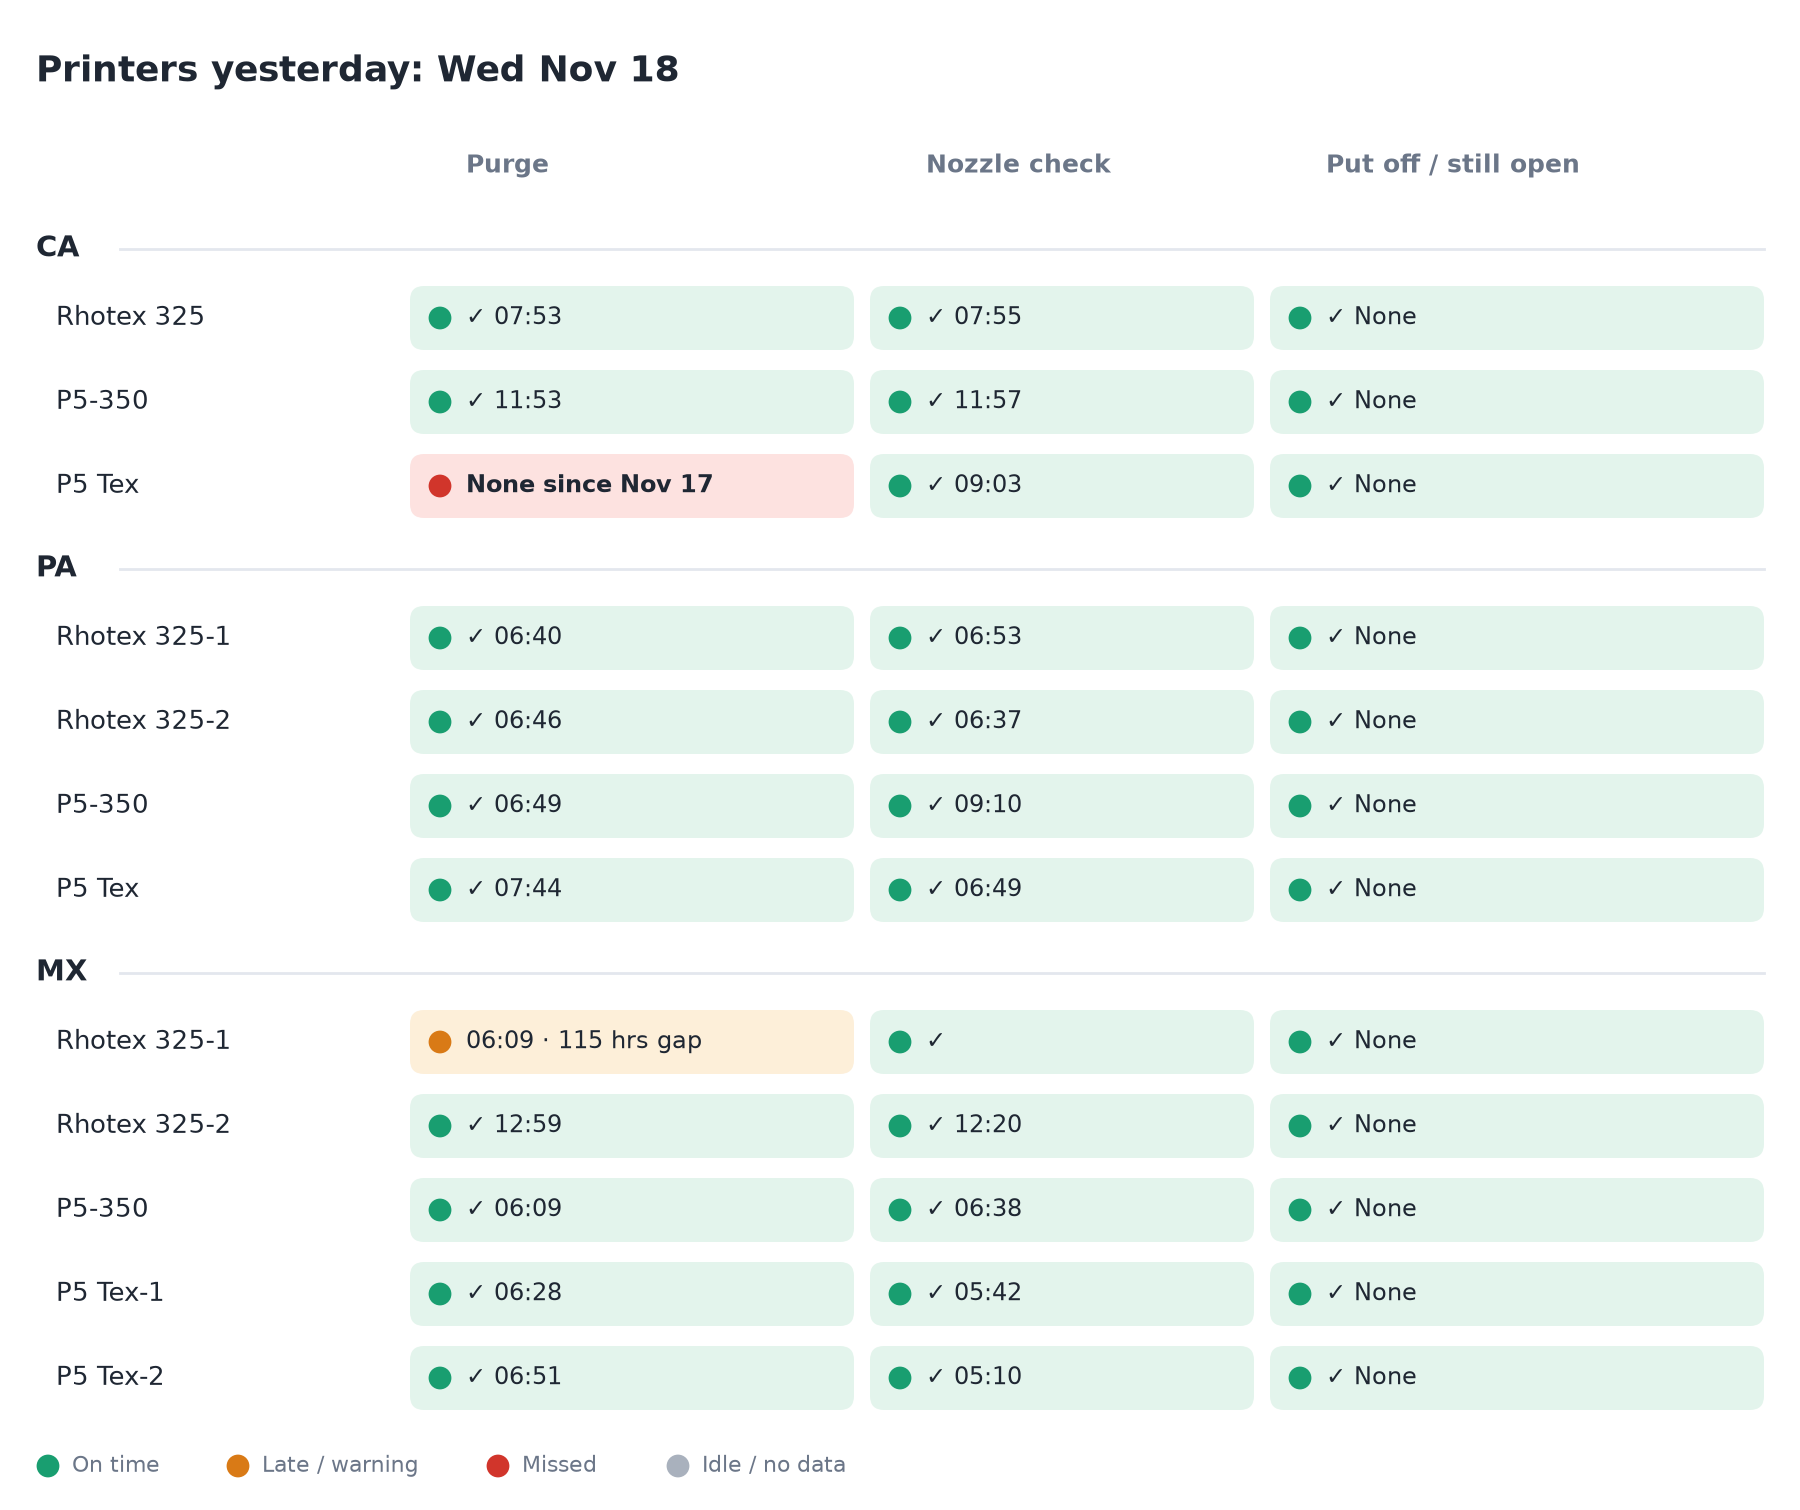 Printers yesterday: Wed Nov 18
Purge Nozzle check Put off / still open
CA
Rhotex 325 ✓ 07:53 ✓ 07:55 ✓ None
P5-350 ✓ 11:53 ✓ 11:57 ✓ None
P5 Tex None since Nov 17 ✓ 09:03 ✓ None
PA
Rhotex 325-1 ✓ 06:40 ✓ 06:53 ✓ None
Rhotex 325-2 ✓ 06:46 ✓ 06:37 ✓ None
P5-350 ✓ 06:49 ✓ 09:10 ✓ None
P5 Tex ✓ 07:44 ✓ 06:49 ✓ None
MX
Rhotex 325-1 06:09 · 115 hrs gap ✓ ✓ None
Rhotex 325-2 ✓ 12:59 ✓ 12:20 ✓ None
P5-350 ✓ 06:09 ✓ 06:38 ✓ None
P5 Tex-1 ✓ 06:28 ✓ 05:42 ✓ None
P5 Tex-2 ✓ 06:51 ✓ 05:10 ✓ None
On time Late / warning Missed Idle / no data